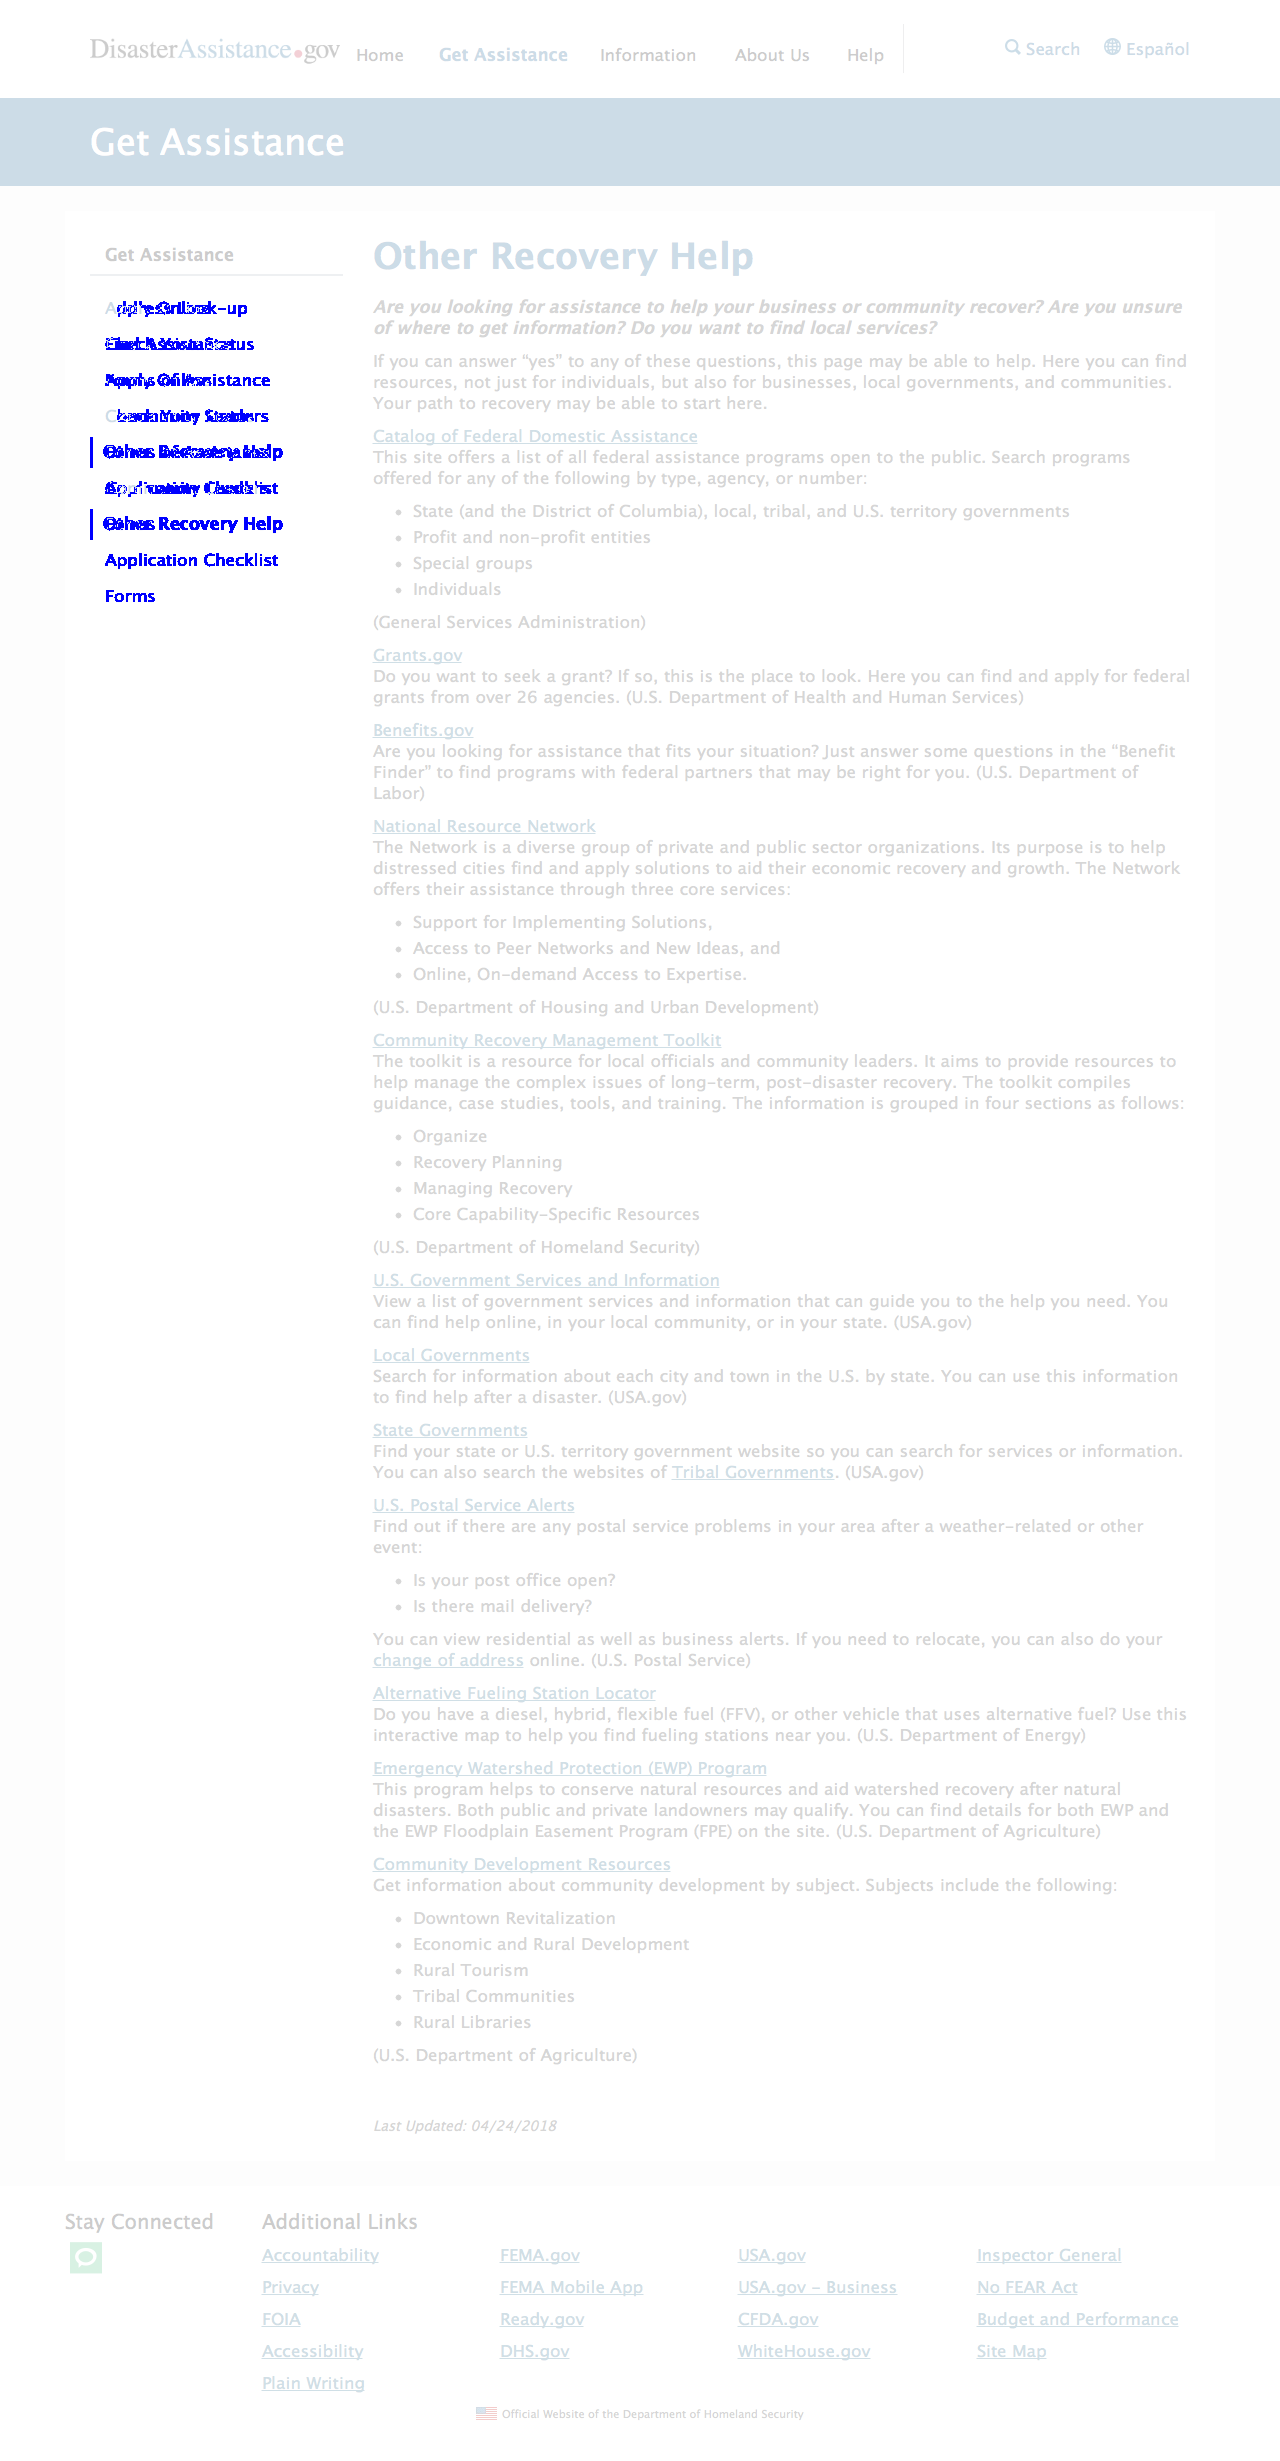 DisasterAssistance.gov Home Get Assistance Information About Us Help Search Español
Get Assistance
Get Assistance
Other Recovery Help
Application Checklist
Forms
Other Recovery Help
Are you looking for assistance to help your business or community recover? Are you unsure
of where to get information? Do you want to find local services?
If you can answer “yes” to any of these questions, this page may be able to help. Here you can find
resources, not just for individuals, but also for businesses, local governments, and communities.
Your path to recovery may be able to start here.
Catalog of Federal Domestic Assistance
This site offers a list of all federal assistance programs open to the public. Search programs
offered for any of the following by type, agency, or number:
• State (and the District of Columbia), local, tribal, and U.S. territory governments
• Profit and non-profit entities
• Special groups
• Individuals
(General Services Administration)
Grants.gov
Do you want to seek a grant? If so, this is the place to look. Here you can find and apply for federal
grants from over 26 agencies. (U.S. Department of Health and Human Services)
Benefits.gov
Are you looking for assistance that fits your situation? Just answer some questions in the “Benefit
Finder” to find programs with federal partners that may be right for you. (U.S. Department of
Labor)
National Resource Network
The Network is a diverse group of private and public sector organizations. Its purpose is to help
distressed cities find and apply solutions to aid their economic recovery and growth. The Network
offers their assistance through three core services:
• Support for Implementing Solutions,
• Access to Peer Networks and New Ideas, and
• Online, On-demand Access to Expertise.
(U.S. Department of Housing and Urban Development)
Community Recovery Management Toolkit
The toolkit is a resource for local officials and community leaders. It aims to provide resources to
help manage the complex issues of long-term, post-disaster recovery. The toolkit compiles
guidance, case studies, tools, and training. The information is grouped in four sections as follows:
• Organize
• Recovery Planning
• Managing Recovery
• Core Capability-Specific Resources
(U.S. Department of Homeland Security)
U.S. Government Services and Information
View a list of government services and information that can guide you to the help you need. You
can find help online, in your local community, or in your state. (USA.gov)
Local Governments
Search for information about each city and town in the U.S. by state. You can use this information
to find help after a disaster. (USA.gov)
State Governments
Find your state or U.S. territory government website so you can search for services or information.
You can also search the websites of Tribal Governments. (USA.gov)
U.S. Postal Service Alerts
Find out if there are any postal service problems in your area after a weather-related or other
event:
• Is your post office open?
• Is there mail delivery?
You can view residential as well as business alerts. If you need to relocate, you can also do your
change of address online. (U.S. Postal Service)
Alternative Fueling Station Locator
Do you have a diesel, hybrid, flexible fuel (FFV), or other vehicle that uses alternative fuel? Use this
interactive map to help you find fueling stations near you. (U.S. Department of Energy)
Emergency Watershed Protection (EWP) Program
This program helps to conserve natural resources and aid watershed recovery after natural
disasters. Both public and private landowners may qualify. You can find details for both EWP and
the EWP Floodplain Easement Program (FPE) on the site. (U.S. Department of Agriculture)
Community Development Resources
Get information about community development by subject. Subjects include the following:
• Downtown Revitalization
• Economic and Rural Development
• Rural Tourism
• Tribal Communities
• Rural Libraries
(U.S. Department of Agriculture)
Last Updated: 04/24/2018
Stay Connected
Additional Links
Accountability FEMA.gov USA.gov Inspector General
Privacy FEMA Mobile App USA.gov - Business No FEAR Act
FOIA Ready.gov CFDA.gov Budget and Performance
Accessibility DHS.gov WhiteHouse.gov Site Map
Plain Writing
Official Website of the Department of Homeland Security